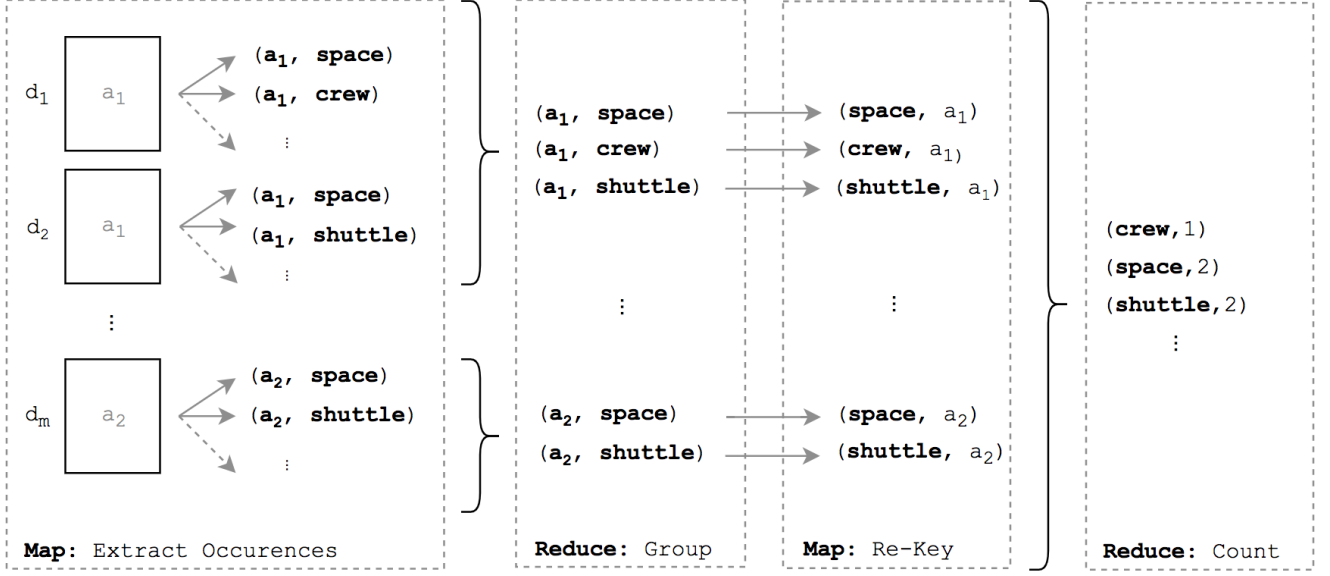 d1
a1
(a1, space)
(a1, crew)
⋮
d2
a1
(a1, space)
(a1, shuttle)
⋮
⋮
dm
a2
(a2, space)
(a2, shuttle)
⋮
Map: Extract Occurences
(a1, space)
(a1, crew)
(a1, shuttle)
⋮
(a2, space)
(a2, shuttle)
Reduce: Group
(space, a1)
(crew, a1)
(shuttle, a1)
⋮
(space, a2)
(shuttle, a2)
Map: Re-Key
(crew,1)
(space,2)
(shuttle,2)
⋮
Reduce: Count